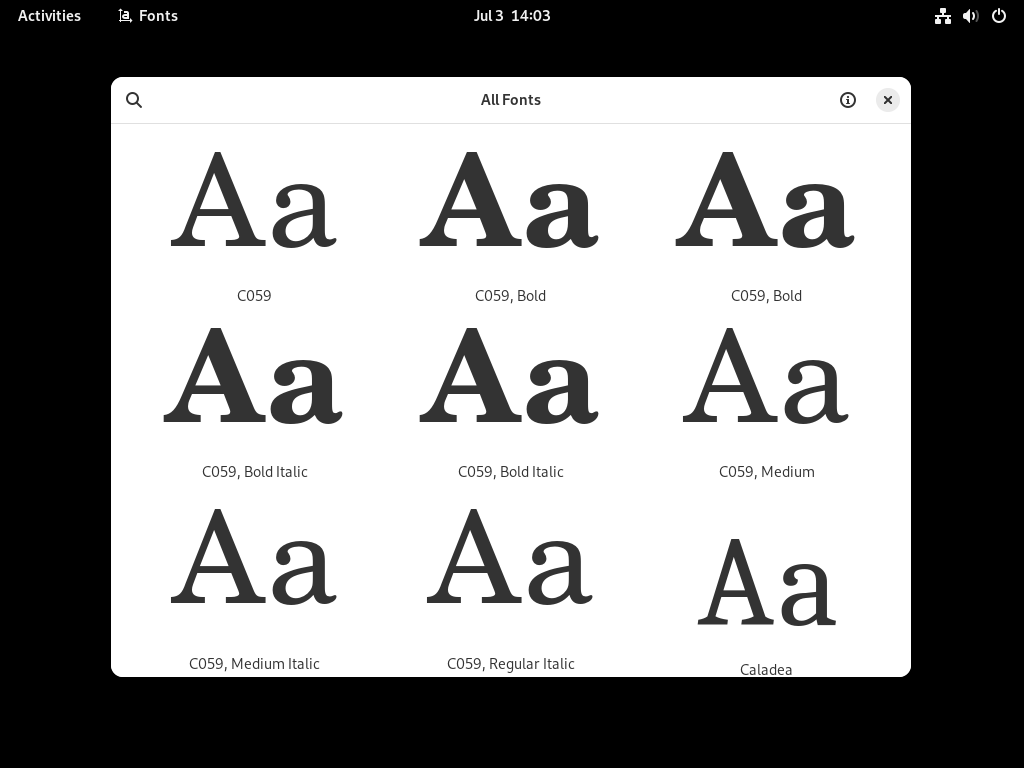 Activities Fonts Jul 3 14:03
All Fonts
Aa Aa Aa
C059 C059, Bold C059, Bold
Aa Aa Aa
C059, Bold Italic C059, Bold Italic C059, Medium
Aa Aa Aa
C059, Medium Italic C059, Regular Italic Caladea